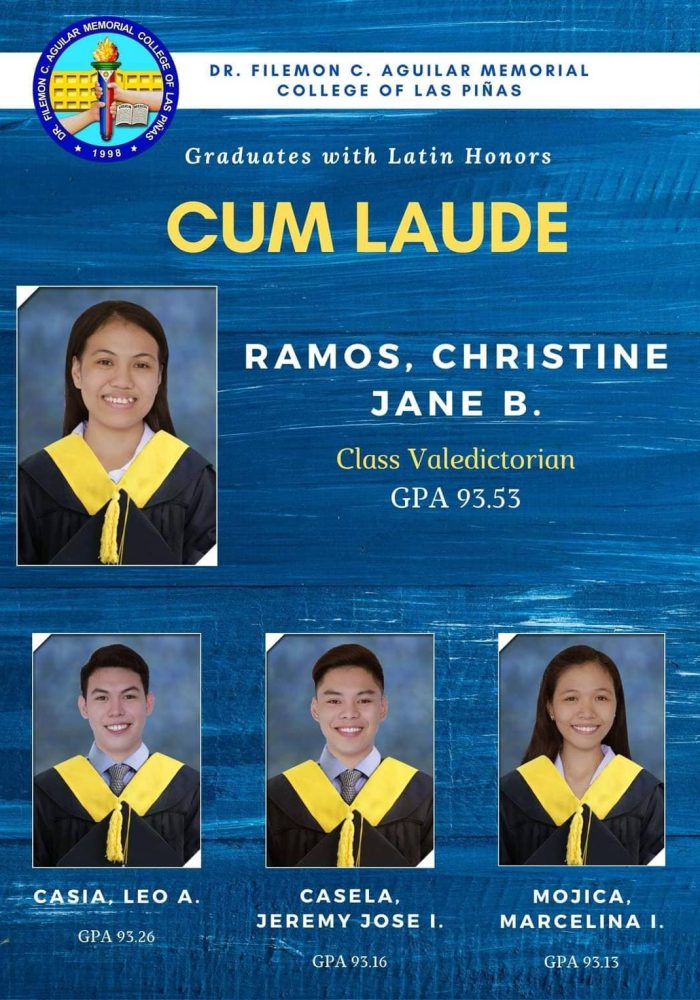 DR. FILEMON C. AGUILAR MEMORIAL COLLEGE OF LAS PIÑAS
★ 1998 ★
DR. FILEMON C. AGUILAR MEMORIAL
COLLEGE OF LAS PIÑAS
Graduates with Latin Honors
CUM LAUDE
RAMOS, CHRISTINE
JANE B.
Class Valedictorian
GPA 93.53
CASIA, LEO A.
GPA 93.26
CASELA,
JEREMY JOSE I.
GPA 93.16
MOJICA,
MARCELINA I.
GPA 93.13